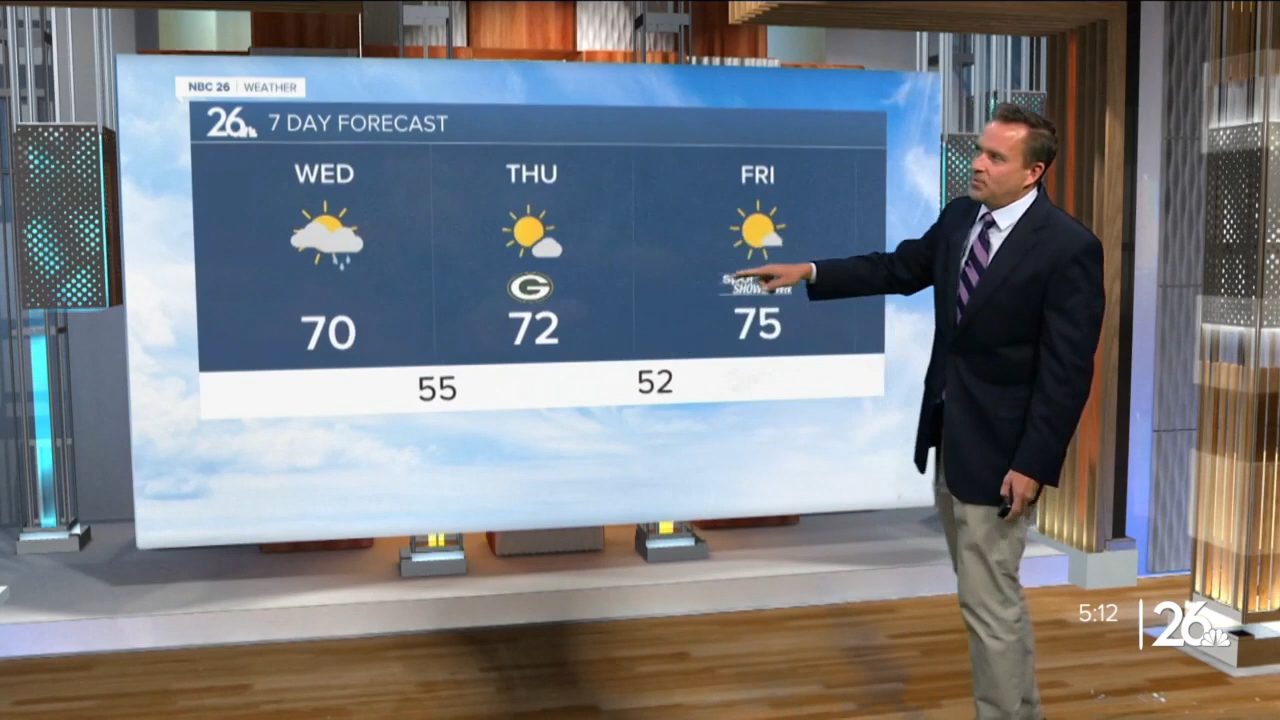 NBC 26 | WEATHER
26 7 DAY FORECAST
WED THU FRI
G
70 72 75
55 52
5:12 26